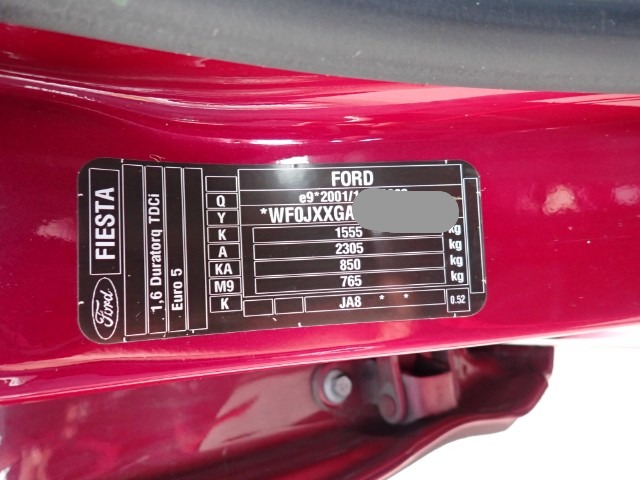 Ford
FIESTA
1,6 Duratorq TDCi
Euro 5
FORD
Q e9*2001/1
Y *WF0JXXGA
K 1555 kg
A 2305 kg
KA 850 kg
M9 765 kg
K JA8 * * 0.52